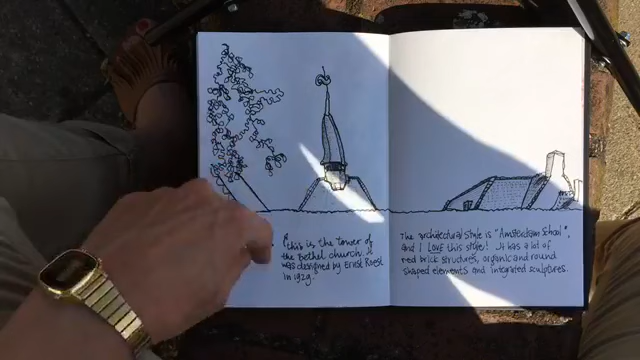 this is the tower of
the Bethel church. It
was designed by Ernst Roest
in 1929.
The architectural style is "Amsterdam School",
and I LOVE this style! It has a lot of
red brick structures, organic and round
shaped elements and integrated sculptures.